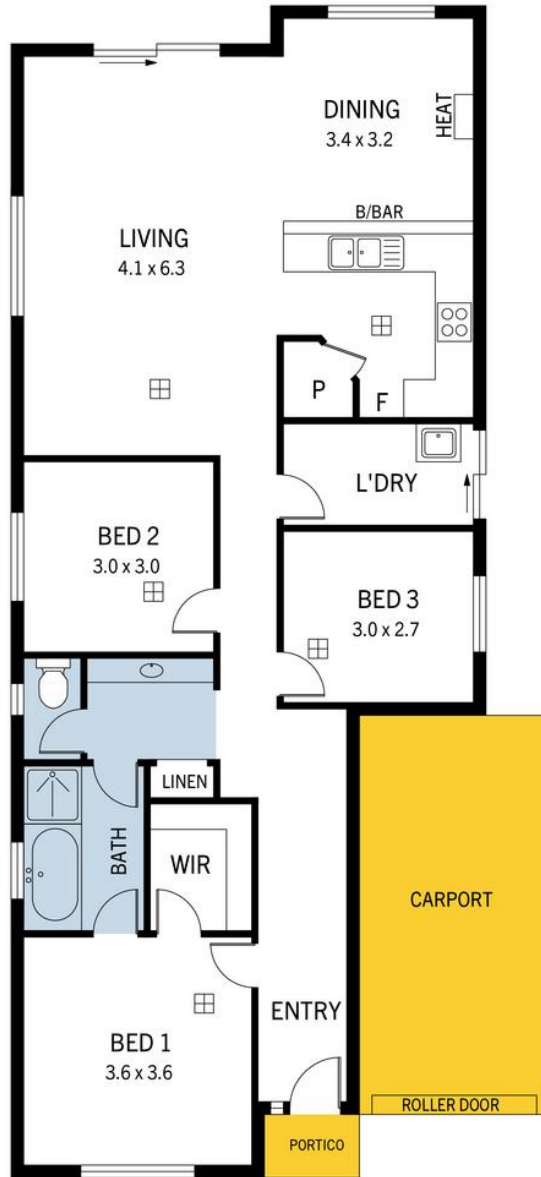 DINING
3.4 x 3.2
HEAT
B/BAR
LIVING
4.1 x 6.3
P
F
L'DRY
BED 2
3.0 x 3.0
BED 3
3.0 x 2.7
LINEN
BATH
WIR
CARPORT
ENTRY
BED 1
3.6 x 3.6
ROLLER DOOR
PORTICO